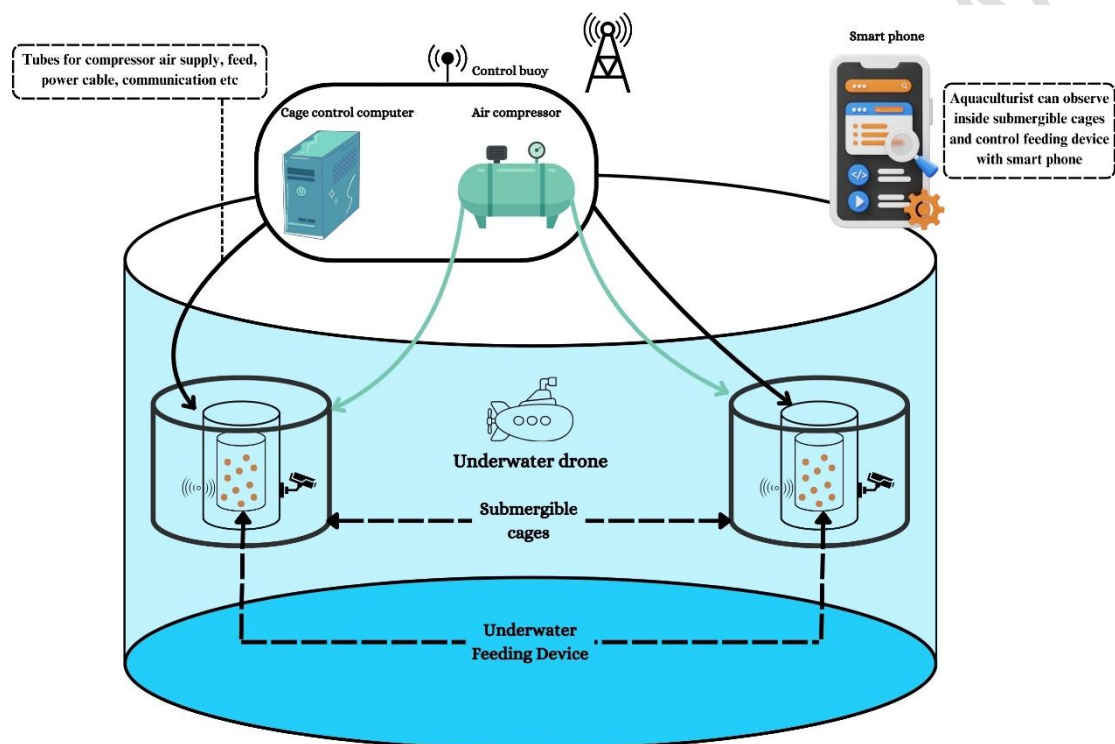 Smart phone
Tubes for compressor air supply, feed,
power cable, communication etc
Control buoy
Cage control computer
Air compressor
Aquaculturist can observe
inside submergible cages
and control feeding device
with smart phone
</>
Underwater drone
Submergible
cages
Underwater
Feeding Device